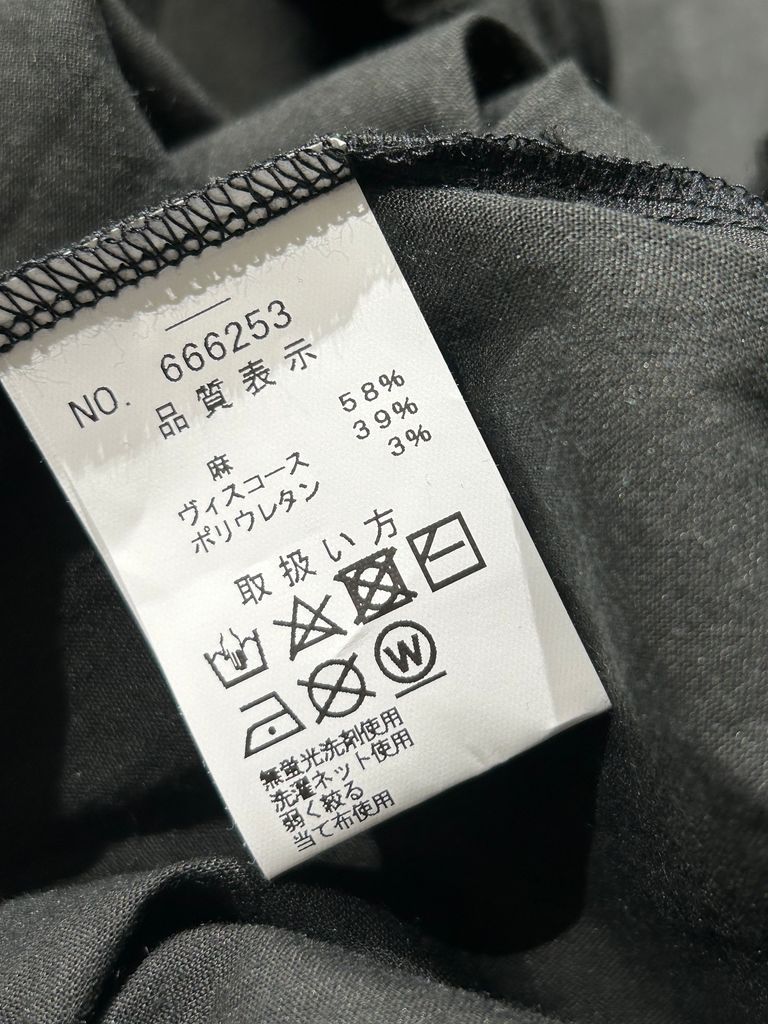 NO. 666253
品質表示
麻 58%
ヴィスコース 39%
ポリウレタン 3%
取扱い方
W
無蛍光洗剤使用
洗濯ネット使用
弱く絞る
当て布使用